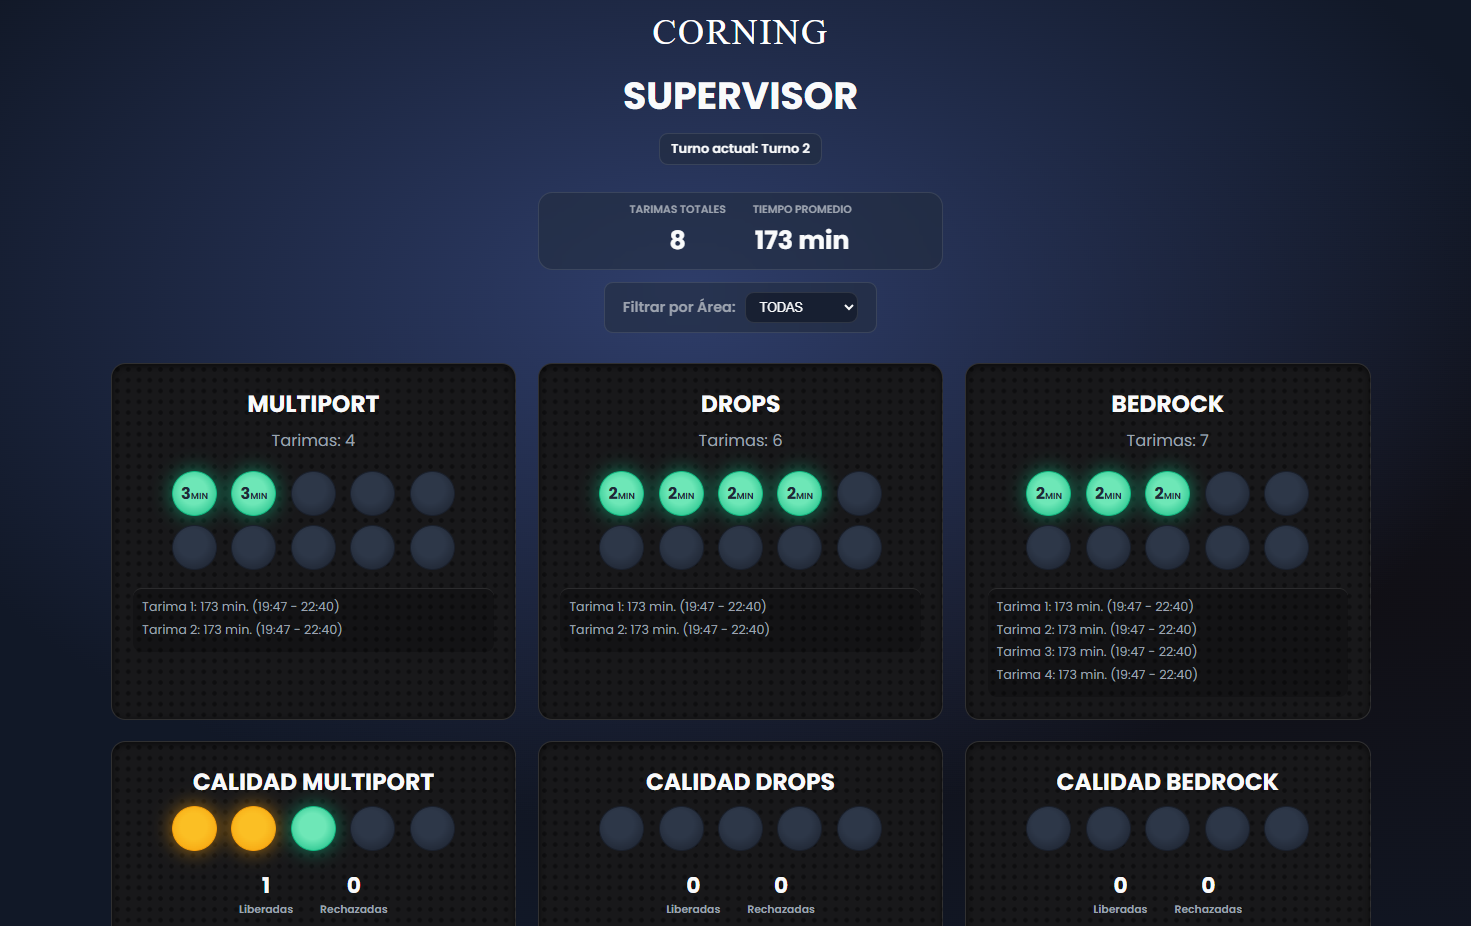 CORNING
SUPERVISOR
Turno actual: Turno 2
TARIMAS TOTALES
8
TIEMPO PROMEDIO
173 min
Filtrar por Área: TODAS
MULTIPORT
Tarimas: 4
3MIN 3MIN
Tarima 1: 173 min. (19:47 - 22:40)
Tarima 2: 173 min. (19:47 - 22:40)
DROPS
Tarimas: 6
2MIN 2MIN 2MIN 2MIN
Tarima 1: 173 min. (19:47 - 22:40)
Tarima 2: 173 min. (19:47 - 22:40)
BEDROCK
Tarimas: 7
2MIN 2MIN 2MIN
Tarima 1: 173 min. (19:47 - 22:40)
Tarima 2: 173 min. (19:47 - 22:40)
Tarima 3: 173 min. (19:47 - 22:40)
Tarima 4: 173 min. (19:47 - 22:40)
CALIDAD MULTIPORT
1 0
Liberadas Rechazadas
CALIDAD DROPS
0 0
Liberadas Rechazadas
CALIDAD BEDROCK
0 0
Liberadas Rechazadas